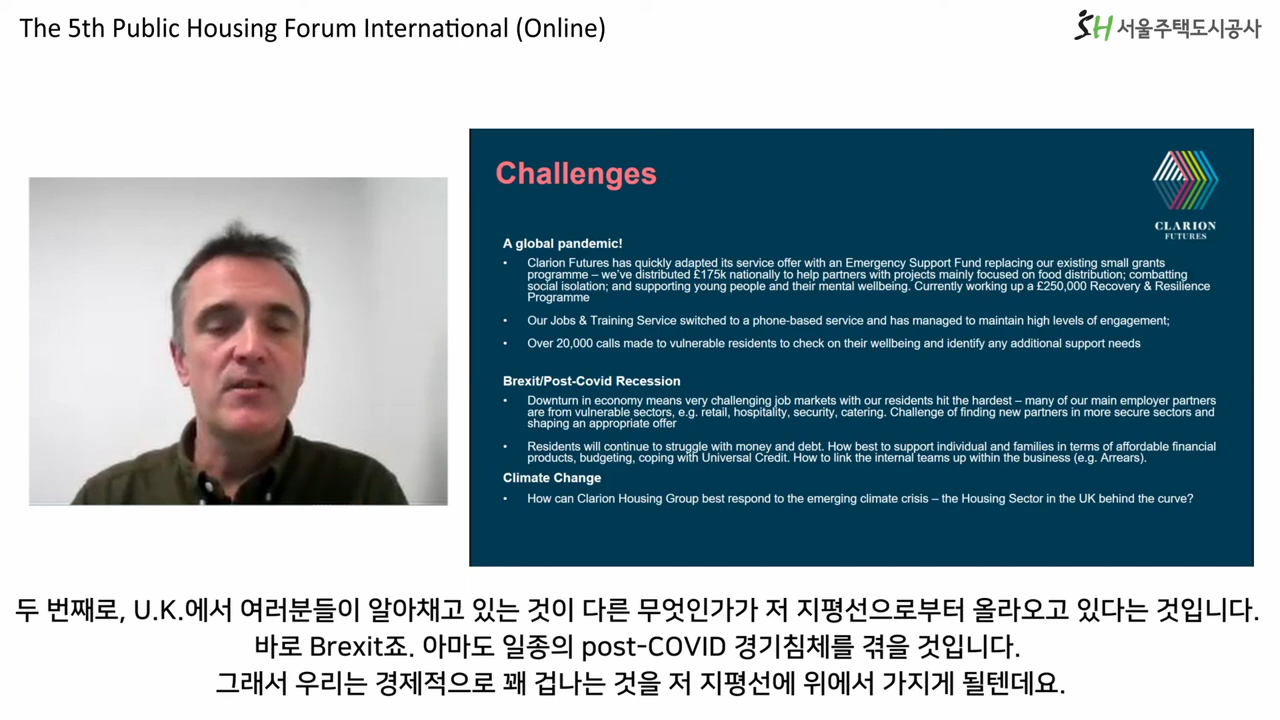 The 5th Public Housing Forum International (Online)
SH 서울주택도시공사
Challenges
CLARION
FUTURES
A global pandemic!
• Clarion Futures has quickly adapted its service offer with an Emergency Support Fund replacing our existing small grants
programme – we've distributed £175k nationally to help partners with projects mainly focused on food distribution; combatting
social isolation; and supporting young people and their mental wellbeing. Currently working up a £250,000 Recovery & Resilience
Programme
• Our Jobs & Training Service switched to a phone-based service and has managed to maintain high levels of engagement;
• Over 20,000 calls made to vulnerable residents to check on their wellbeing and identify any additional support needs
Brexit/Post-Covid Recession
• Downturn in economy means very challenging job markets with our residents hit the hardest – many of our main employer partners
are from vulnerable sectors, e.g. retail, hospitality, security, catering. Challenge of finding new partners in more secure sectors and
shaping an appropriate offer
• Residents will continue to struggle with money and debt. How best to support individual and families in terms of affordable financial
products, budgeting, coping with Universal Credit. How to link the internal teams up within the business (e.g. Arrears).
Climate Change
• How can Clarion Housing Group best respond to the emerging climate crisis – the Housing Sector in the UK behind the curve?
두 번째로, U.K.에서 여러분들이 알아채고 있는 것이 다른 무엇인가가 저 지평선으로부터 올라오고 있다는 것입니다.
바로 Brexit죠. 아마도 일종의 post-COVID 경기침체를 겪을 것입니다.
그래서 우리는 경제적으로 꽤 겁나는 것을 저 지평선에 위에서 가지게 될텐데요.